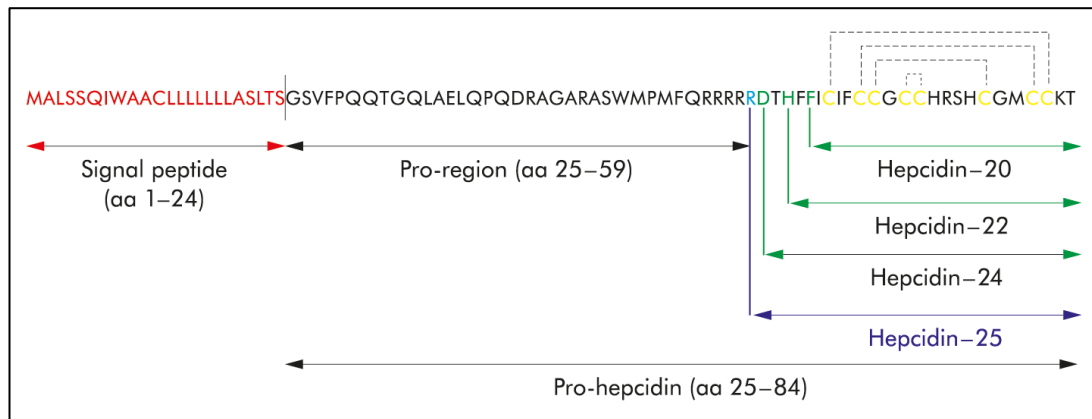 MALSSQIWAACLLLLLLLASLTSGSVFPQQTGQLAELQPQDRAGARASWMPMFQRRRRRDTHFFICIFCCGCCHRSHCGMCCKT
Signal peptide
(aa 1–24)
Pro-region (aa 25–59)
Hepcidin–20
Hepcidin–22
Hepcidin–24
Hepcidin–25
Pro-hepcidin (aa 25–84)